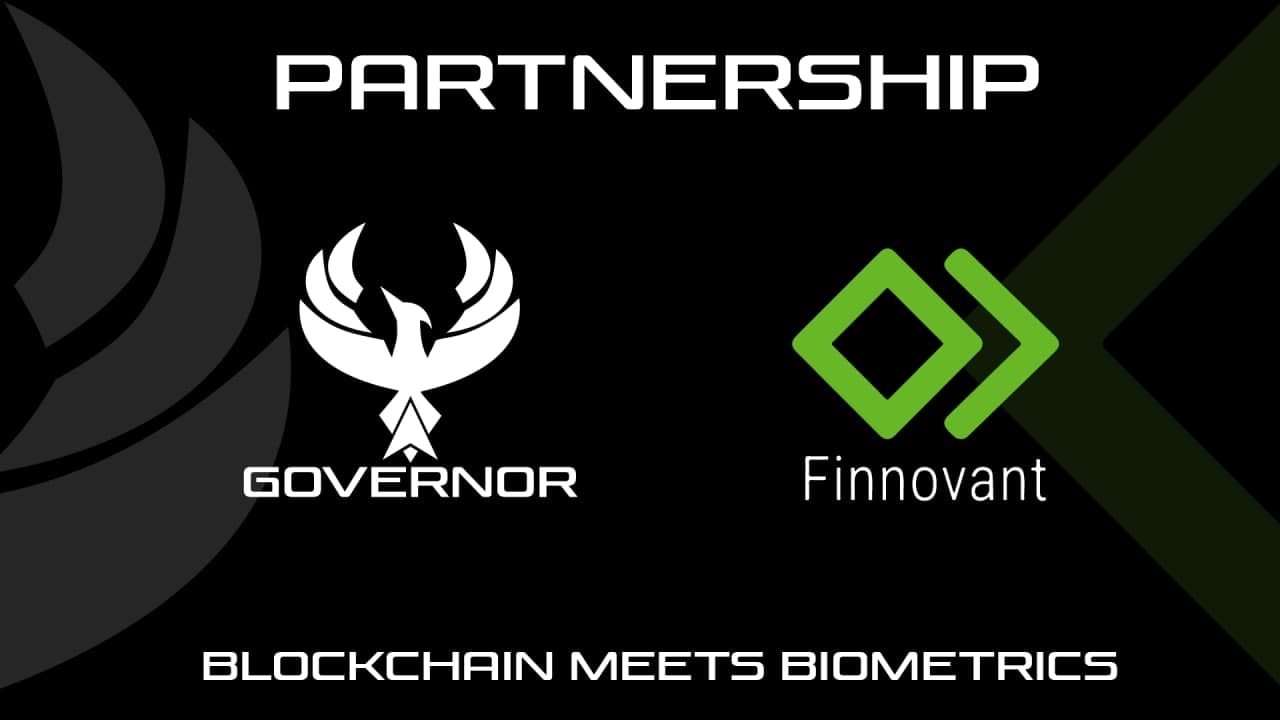 PARTNERSHIP
GOVERNOR
Finnovant
BLOCKCHAIN MEETS BIOMETRICS